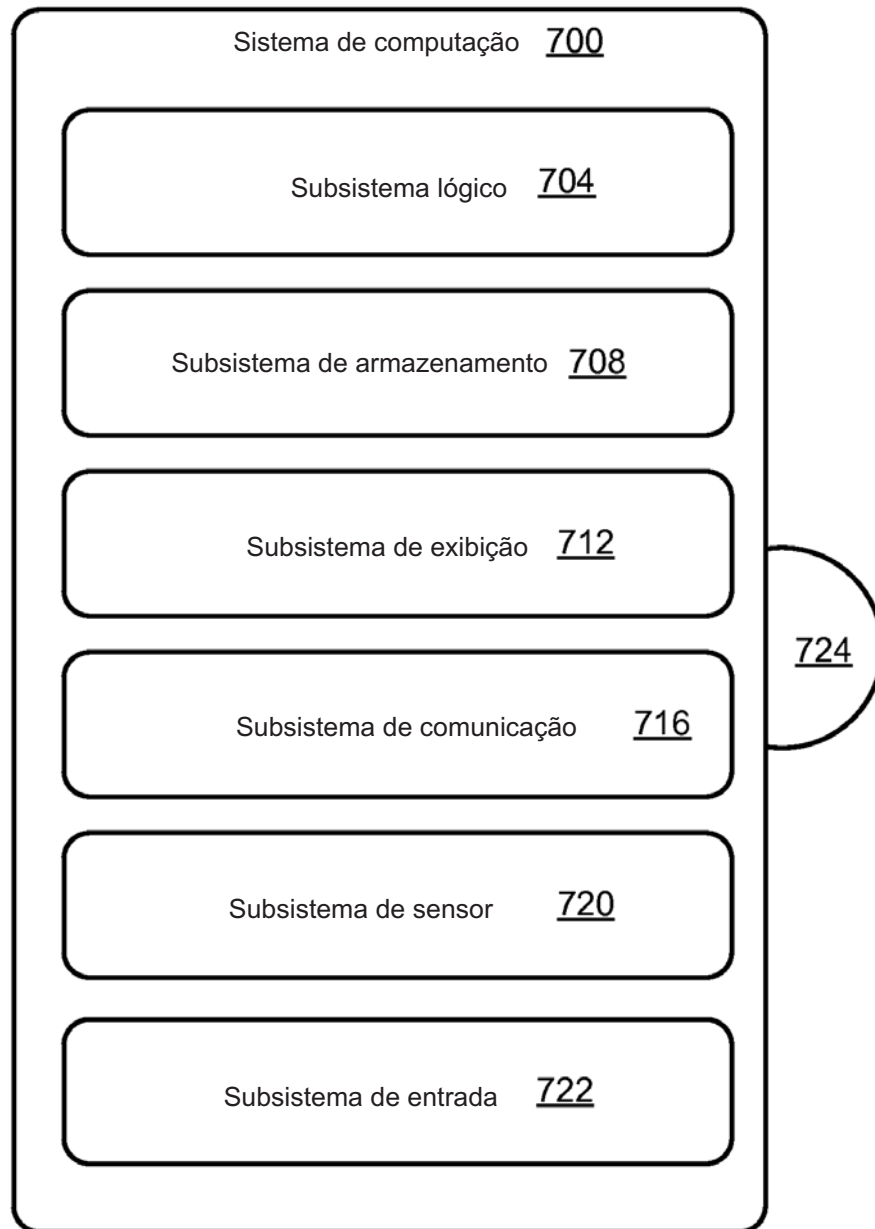 Sistema de computação 700
Subsistema lógico 704
Subsistema de armazenamento 708
Subsistema de exibição 712
724
Subsistema de comunicação 716
Subsistema de sensor 720
Subsistema de entrada 722